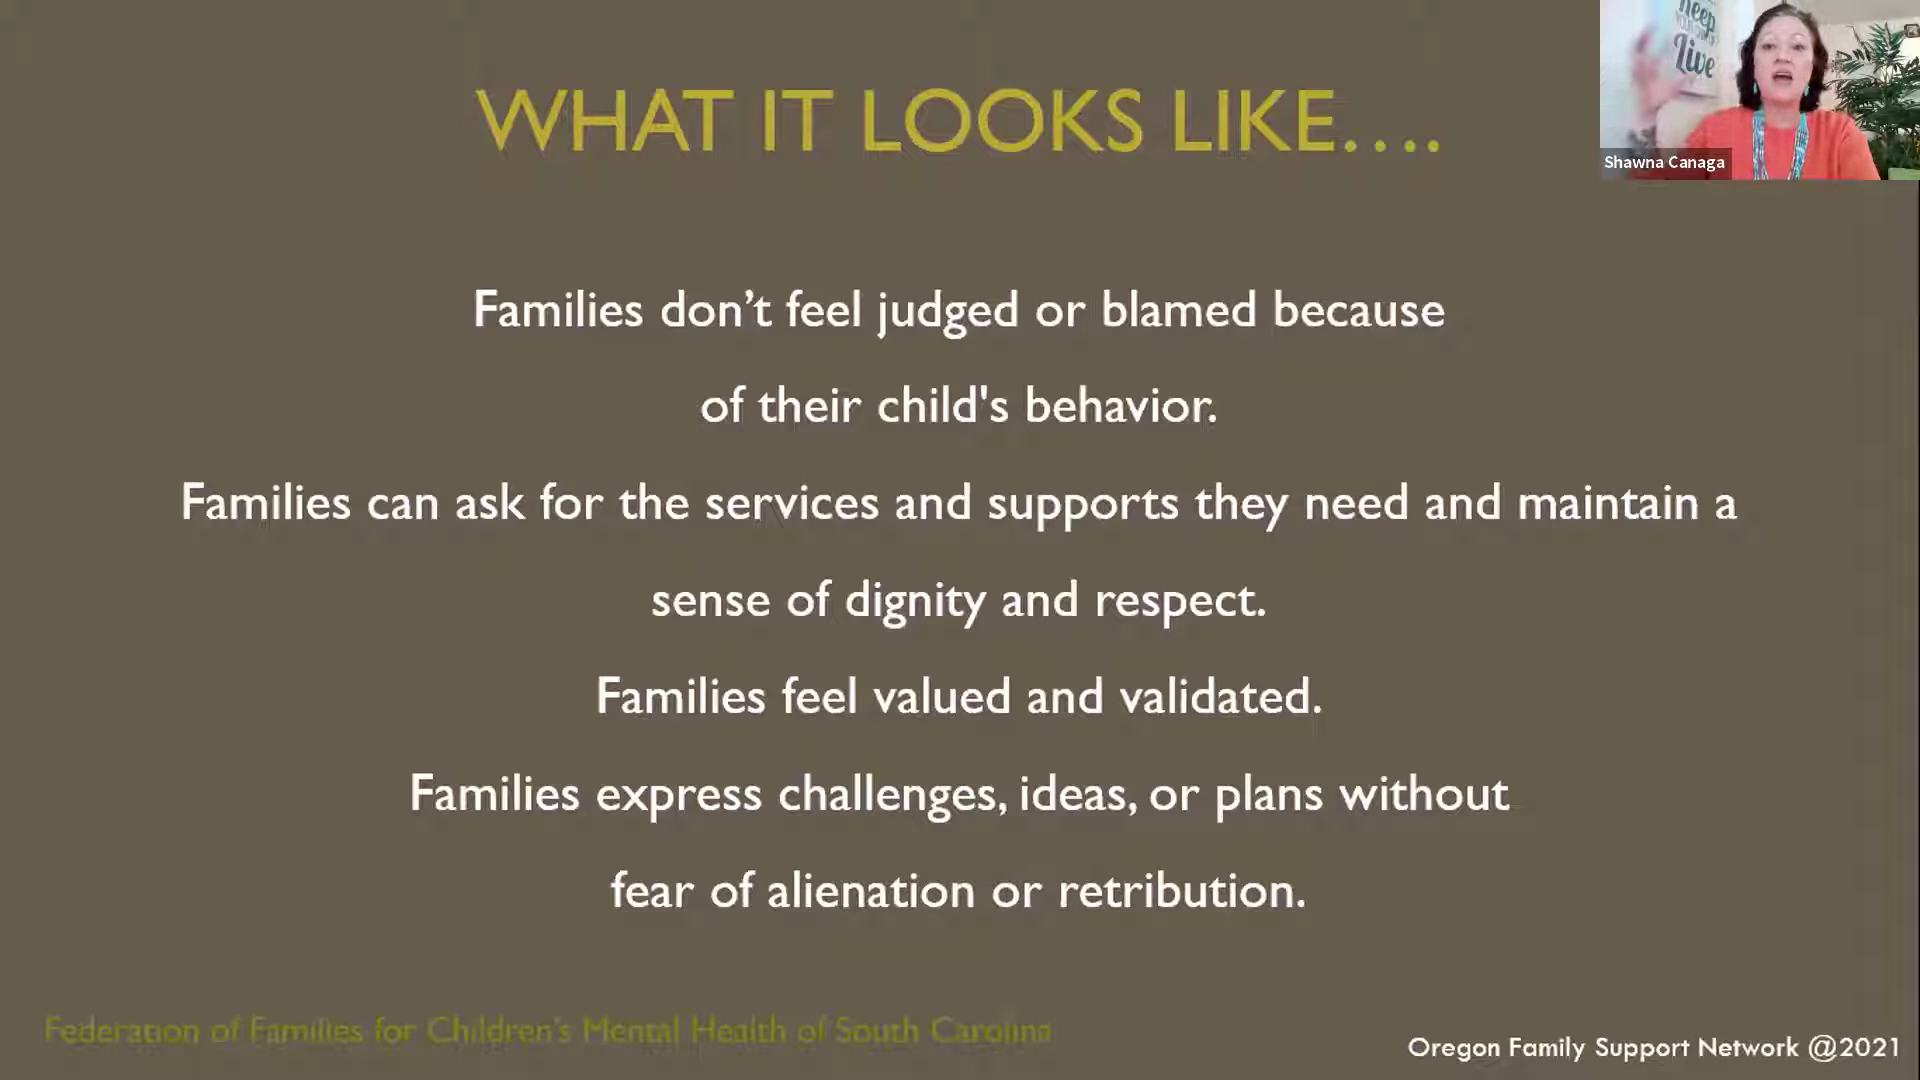 WHAT IT LOOKS LIKE....
keep
Live
Shawna Canaga
Families don’t feel judged or blamed because
of their child's behavior.
Families can ask for the services and supports they need and maintain a
sense of dignity and respect.
Families feel valued and validated.
Families express challenges, ideas, or plans without
fear of alienation or retribution.
Federation of Families for Children’s Mental Health of South Carolina
Oregon Family Support Network @2021